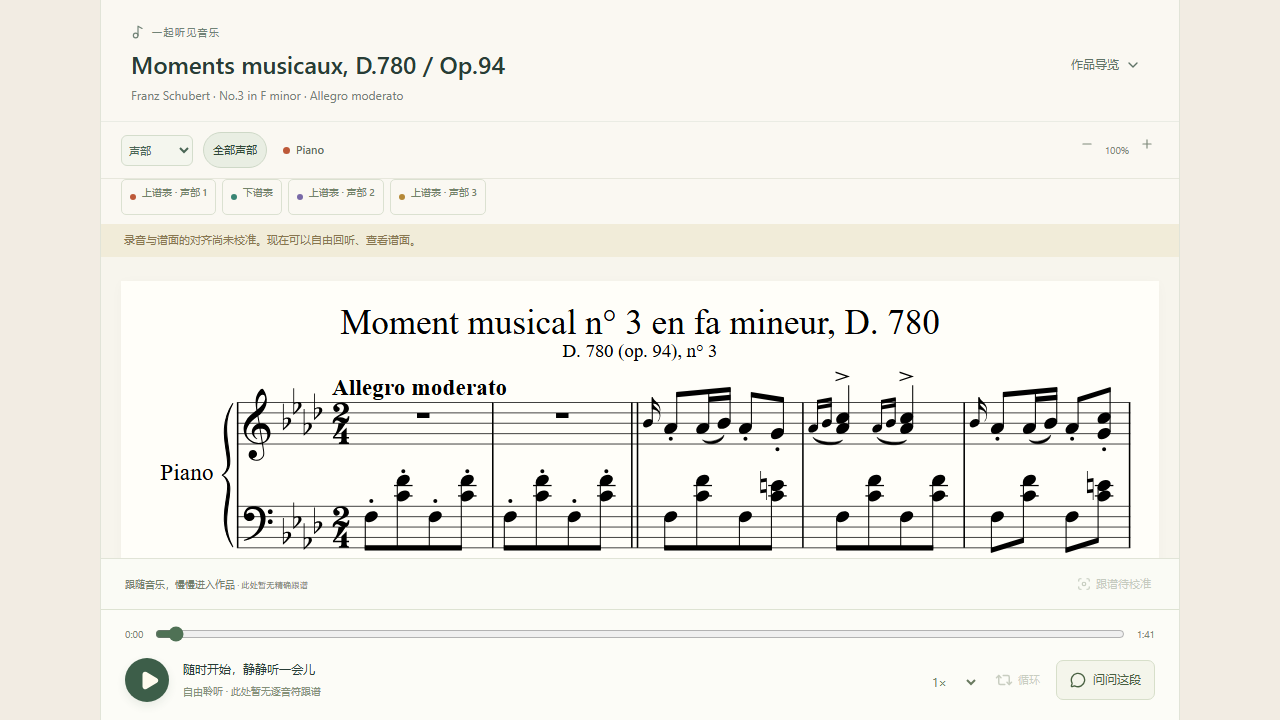 一起听见音乐
Moments musicaux, D.780 / Op.94
作品导览
Franz Schubert · No.3 in F minor · Allegro moderato
声部
全部声部
Piano
100%
上谱表 · 声部 1
下谱表
上谱表 · 声部 2
上谱表 · 声部 3
录音与谱面的对齐尚未校准。现在可以自由回听、查看谱面。
Moment musical n° 3 en fa mineur, D. 780
D. 780 (op. 94), n° 3
Allegro moderato
2
4
Piano
2
4
跟随音乐，慢慢进入作品 · 此处暂无精确跟谱
跟谱待校准
0:00
1:41
随时开始，静静听一会儿
自由聆听 · 此处暂无逐音符跟谱
1×
循环
问问这段